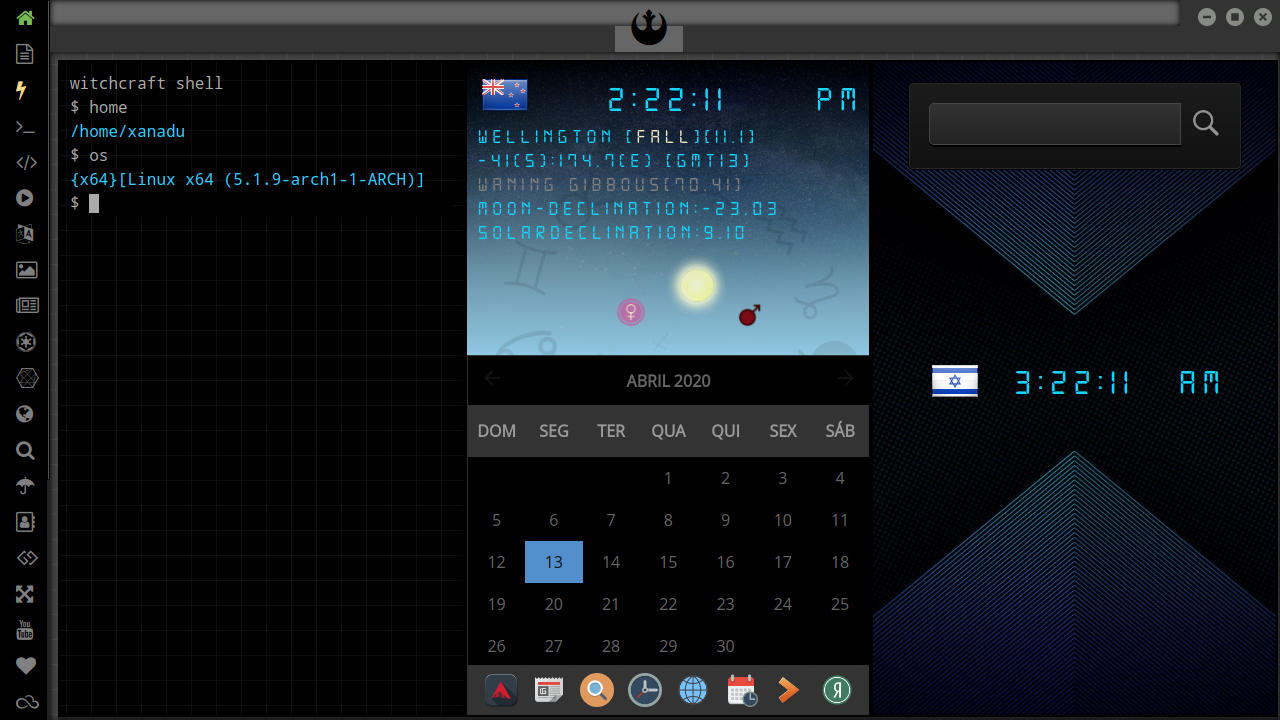 witchcraft shell
$ home
/home/xanadu
$ os
{x64}[Linux x64 (5.1.9-arch1-1-ARCH)]
$
2:22:11 PM
WELLINGTON [FALL][11.1]
-41(S):174.7(E) [GMT13]
WANING GIBBOUS[70.41]
MOON-DECLINATION:-23.03
SOLARDECLINATION:9.10
ABRIL 2020
DOM SEG TER QUA QUI SEX SÁB
1 2 3 4
5 6 7 8 9 10 11
12 13 14 15 16 17 18
19 20 21 22 23 24 25
26 27 28 29 30
3:22:11 AM
You
Tube
Я